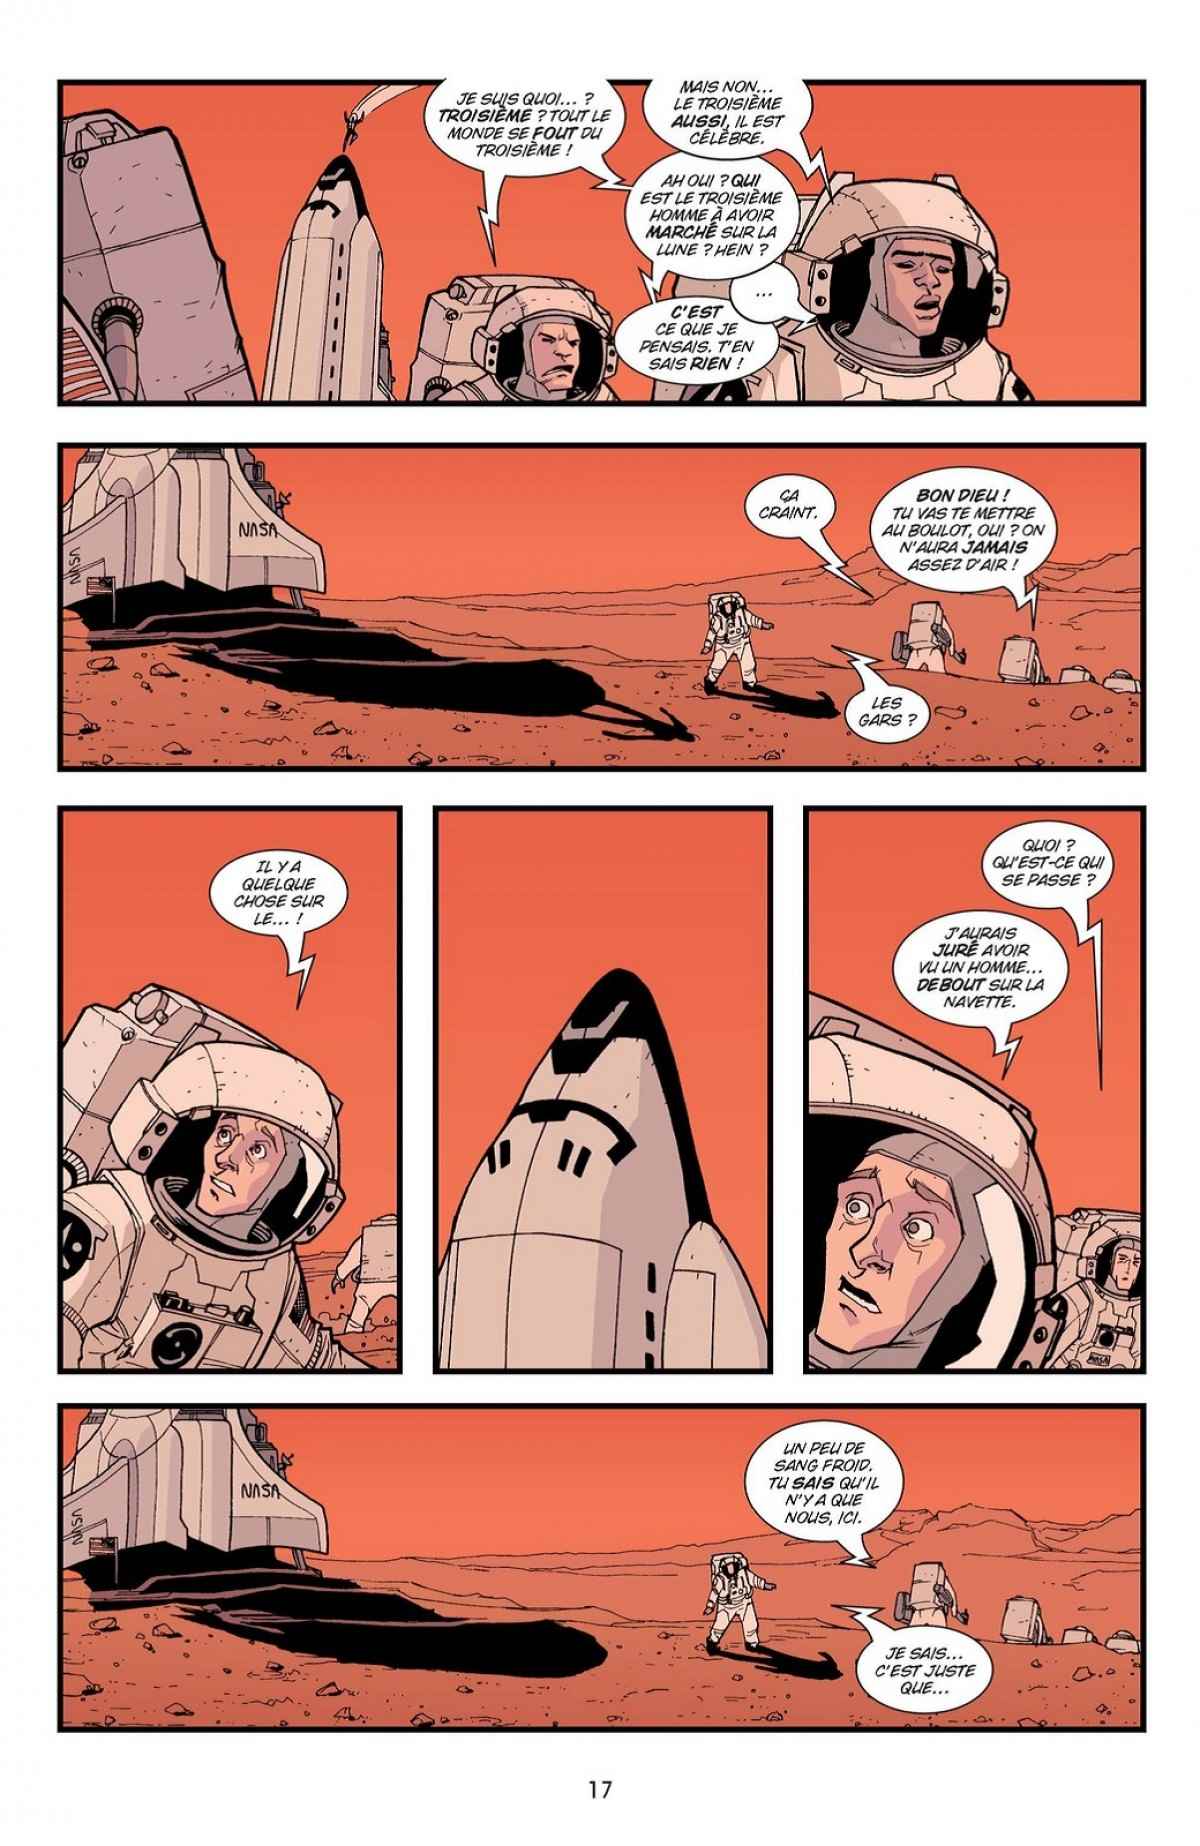 JE SUIS QUOI... ?
TROISIÈME ? TOUT LE
MONDE SE FOUT DU
TROISIÈME !
MAIS NON...
LE TROISIÈME
AUSSI, IL EST
CÉLÈBRE.
AH OUI ? QUI
EST LE TROISIÈME
HOMME À AVOIR
MARCHÉ SUR LA
LUNE ? HEIN ?
...
C'EST
CE QUE JE
PENSAIS. T'EN
SAIS RIEN !
NASA
NASA
ÇA
CRAINT.
BON DIEU !
TU VAS TE METTRE
AU BOULOT, OUI ? ON
N'AURA JAMAIS
ASSEZ D'AIR !
LES
GARS ?
IL Y A
QUELQUE
CHOSE SUR
LE... !
QUOI ?
QU'EST-CE QUI
SE PASSE ?
J'AURAIS
JURÉ AVOIR
VU UN HOMME...
DEBOUT SUR LA
NAVETTE.
NASA
NASA
NASA
UN PEU DE
SANG FROID.
TU SAIS QU'IL
N'Y A QUE
NOUS, ICI.
JE SAIS...
C'EST JUSTE
QUE...
17